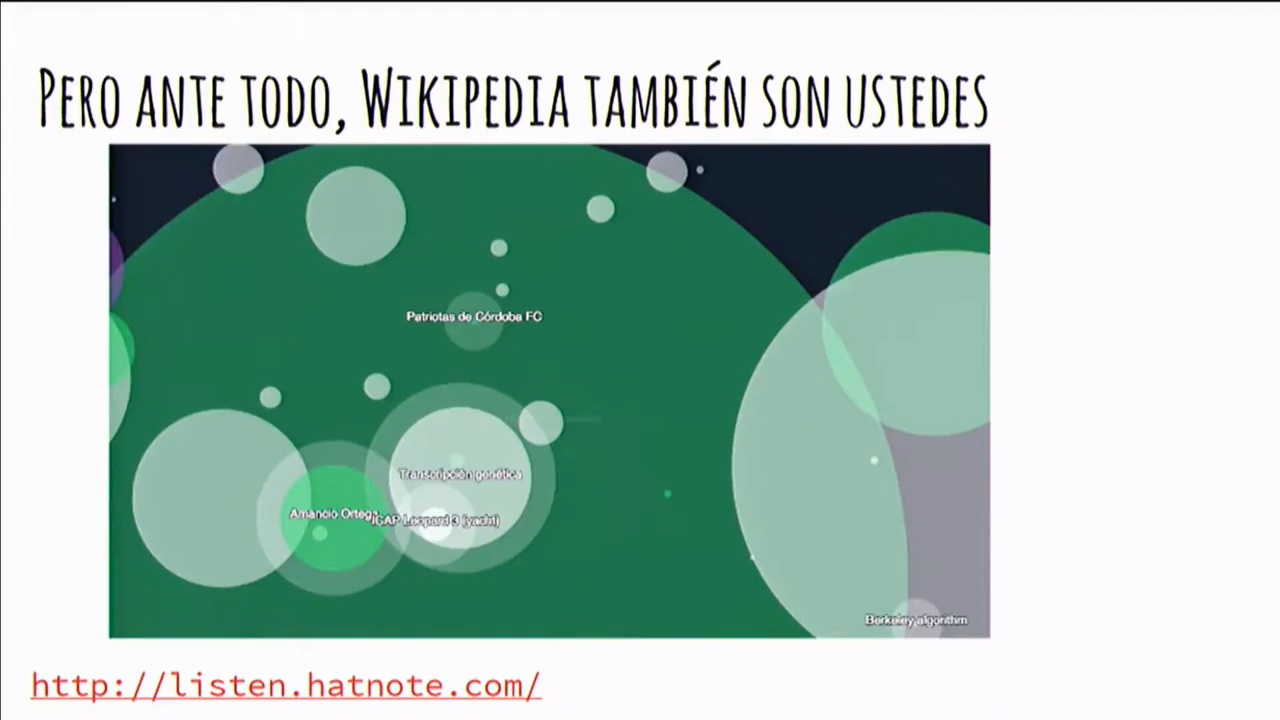 Pero ante todo, Wikipedia también son ustedes
Patriotas de Córdoba FC
Transcripción genética
Amancio Ortega
ICAP Leopard 3 (yacht)
Berkeley algorithm
http://listen.hatnote.com/